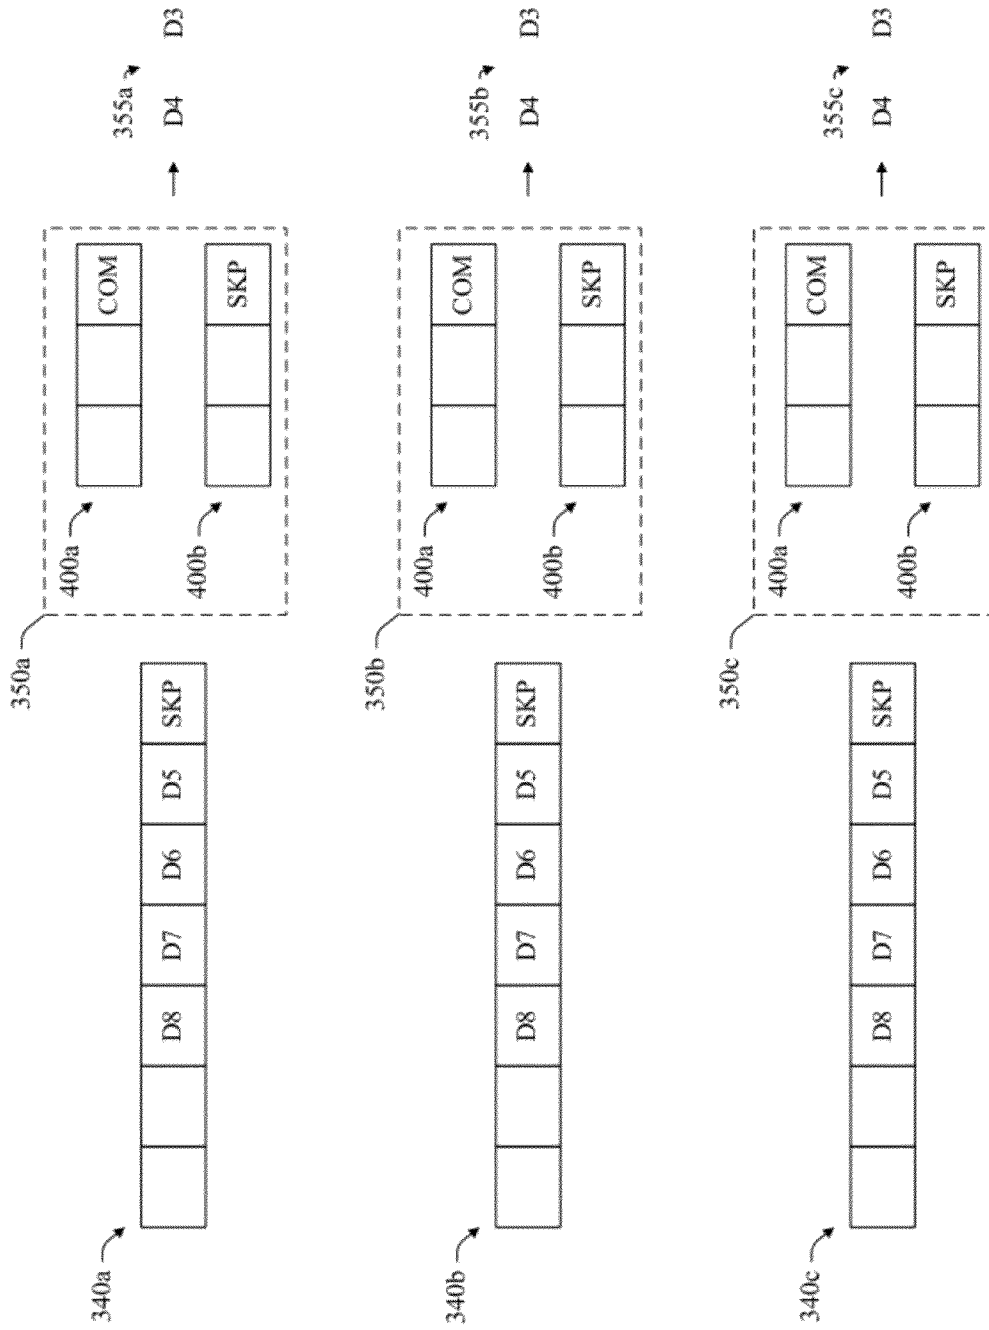 340a
D8 D7 D6 D5 SKP
350a
400a
COM
400b
SKP
355a
D4 D3
340b
D8 D7 D6 D5 SKP
350b
400a
COM
400b
SKP
355b
D4 D3
340c
D8 D7 D6 D5 SKP
350c
400a
COM
400b
SKP
355c
D4 D3